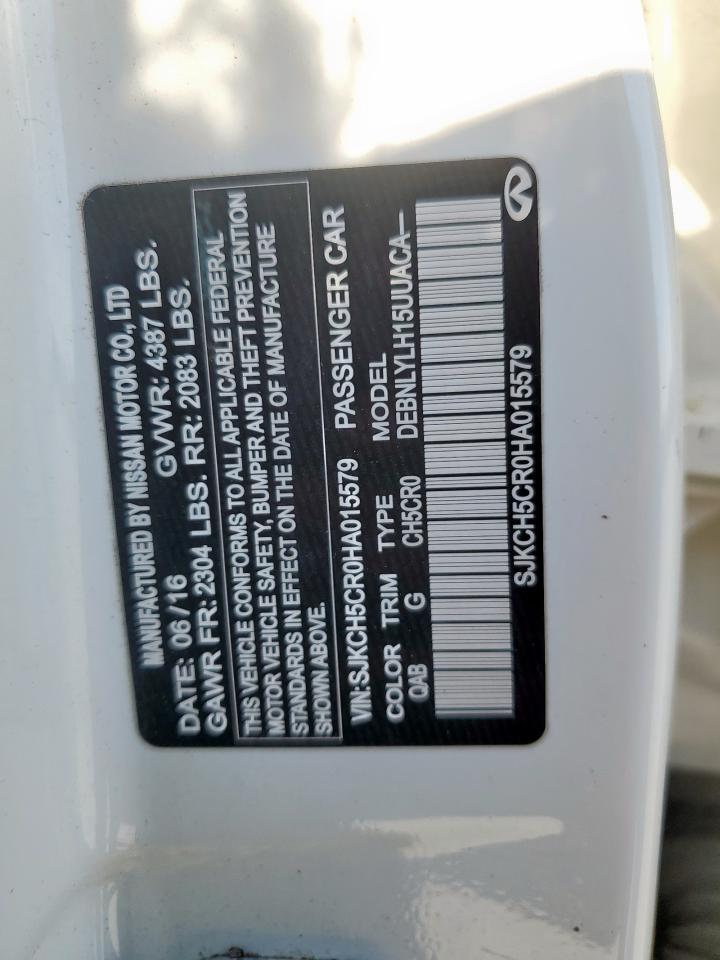 MANUFACTURED BY NISSAN MOTOR CO., LTD
DATE: 06 / 16 GVWR: 4387 LBS.
GAWR FR: 2304 LBS. RR: 2083 LBS.
THIS VEHICLE CONFORMS TO ALL APPLICABLE FEDERAL
MOTOR VEHICLE SAFETY, BUMPER AND THEFT PREVENTION
STANDARDS IN EFFECT ON THE DATE OF MANUFACTURE
SHOWN ABOVE.
VIN:SJKCH5CR0HA015579 PASSENGER CAR
COLOR TRIM TYPE MODEL
QAB G CH5CR0 DEBNLYLH15UUACA—
SJKCH5CR0HA015579